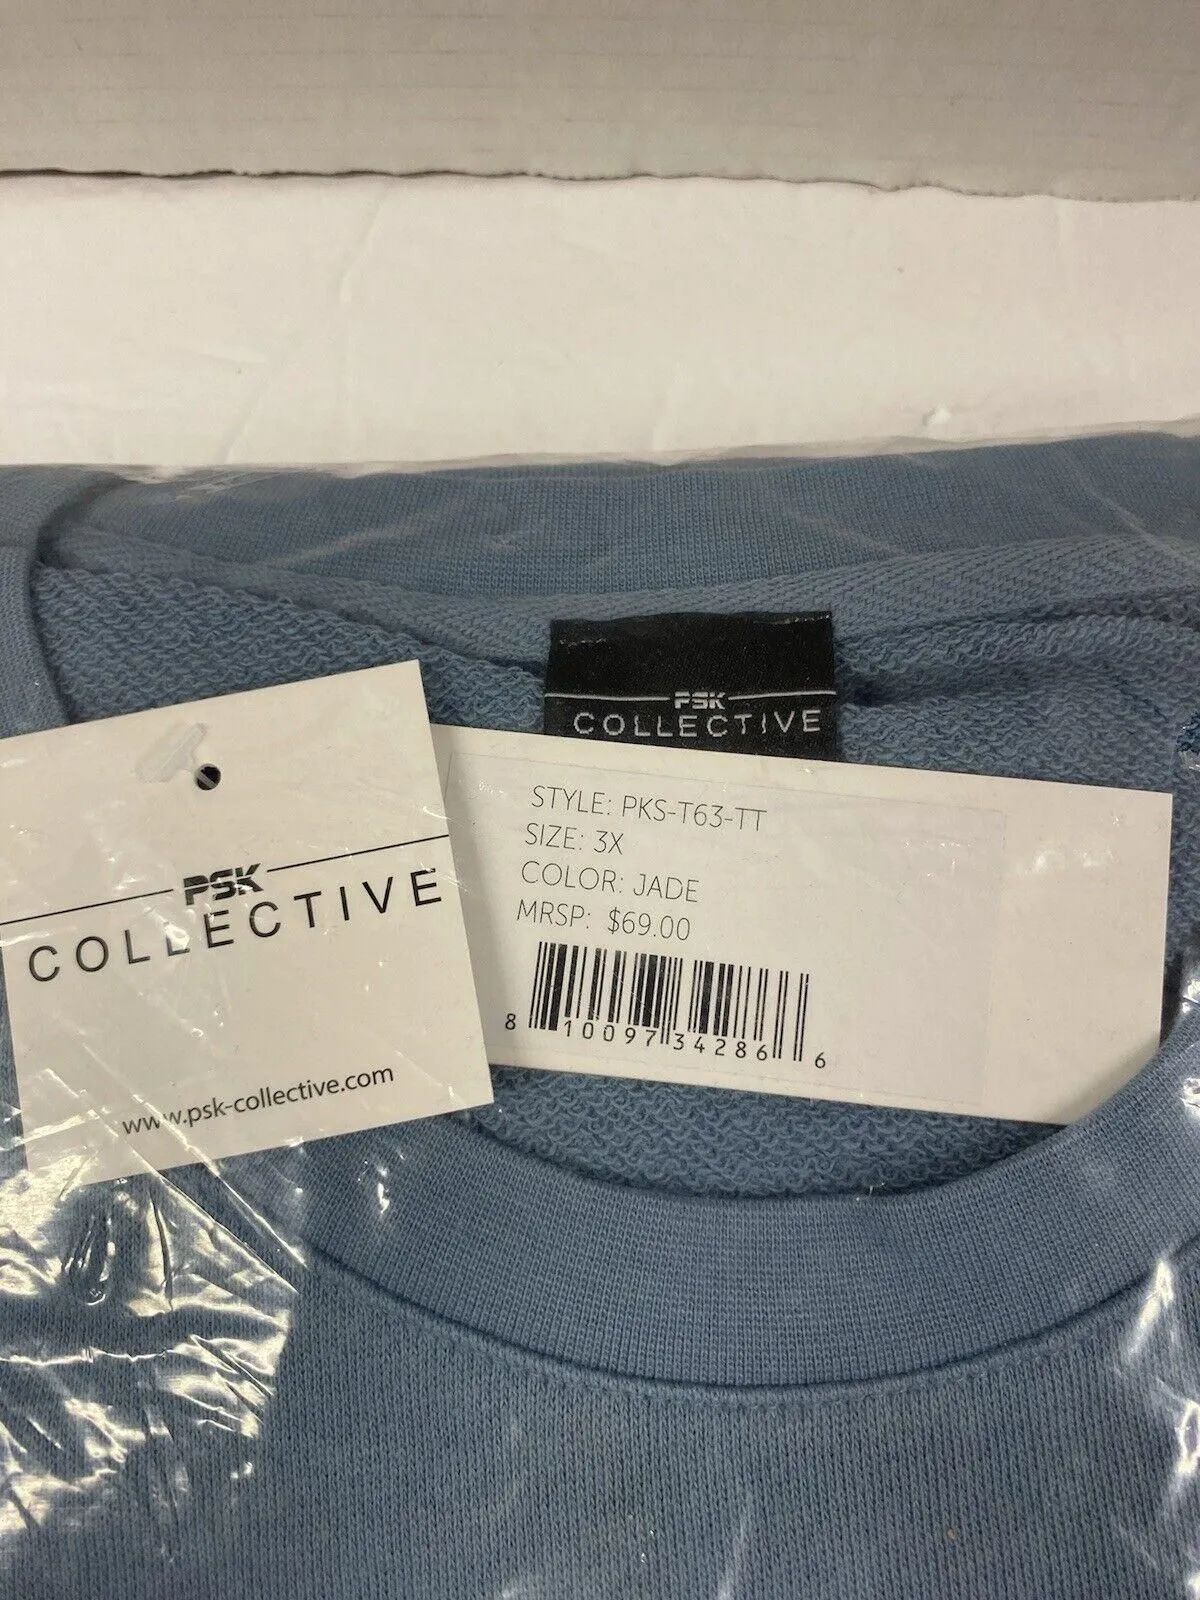 PSK
COLLECTIVE
STYLE: PKS-T63-TT
SIZE: 3X
COLOR: JADE
MRSP: $69.00
8 10097 34286 6
PSK
COLLECTIVE
www.psk-collective.com